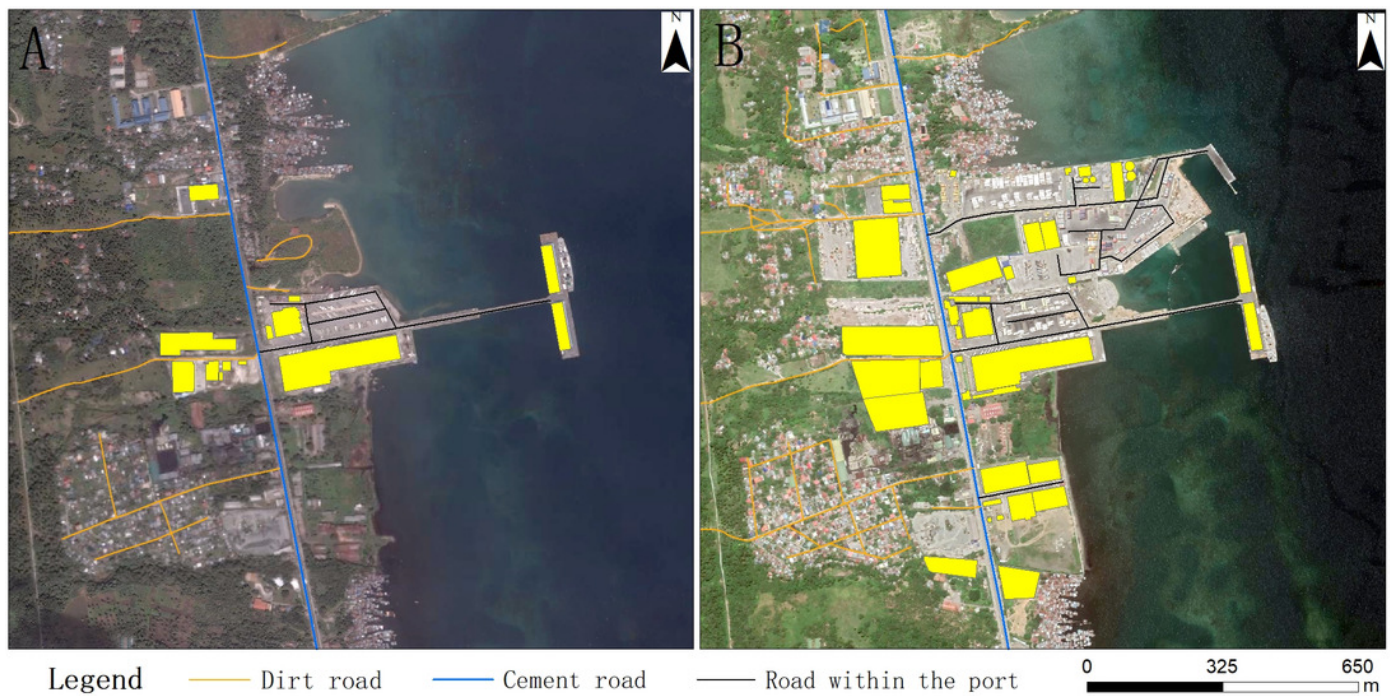 A
N
B
N
Legend
Dirt road
Cement road
Road within the port
0
325
650
m